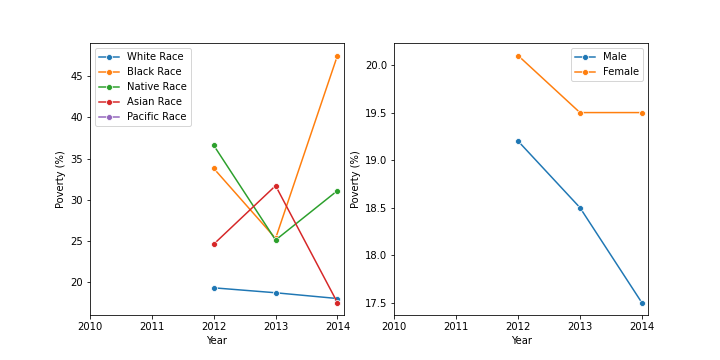 White Race
Black Race
Native Race
Asian Race
Pacific Race
45
40
35
30
25
20
Poverty (%)
2010 2011 2012 2013 2014
Year
Male
Female
20.0
19.5
19.0
18.5
18.0
17.5
Poverty (%)
2010 2011 2012 2013 2014
Year